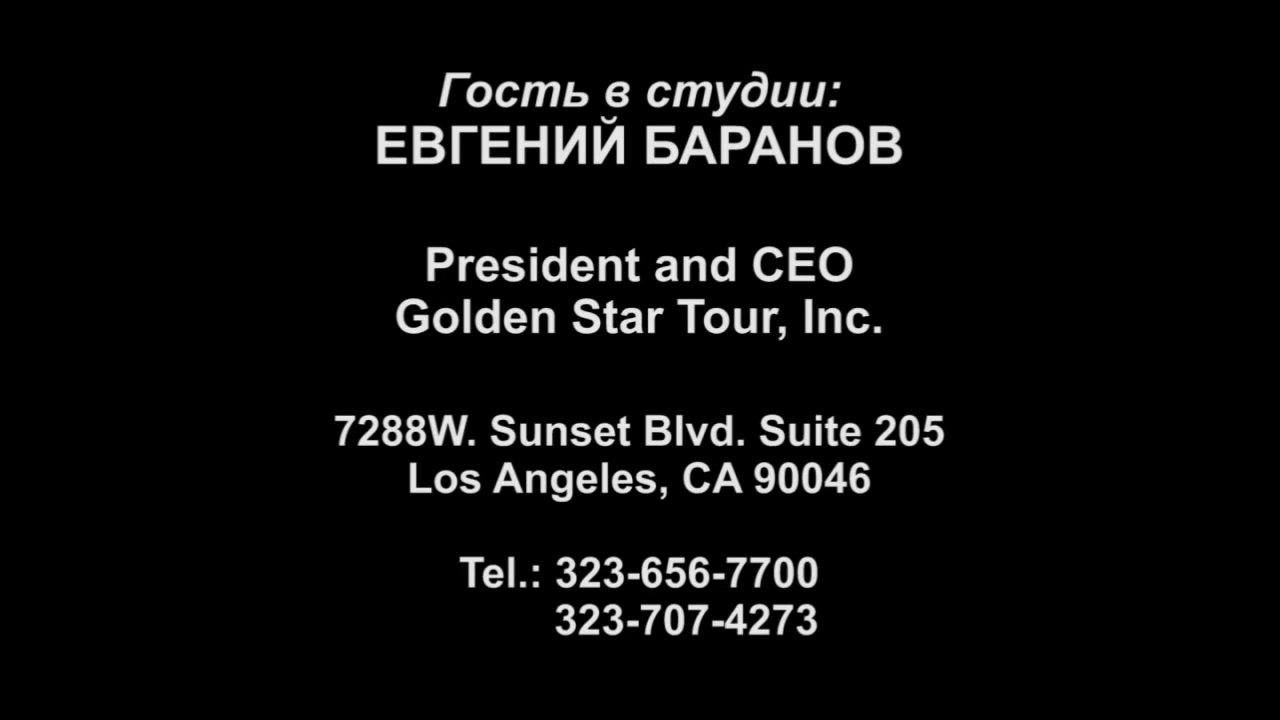 Гость в студии:
ЕВГЕНИЙ БАРАНОВ
President and CEO
Golden Star Tour, Inc.
7288W. Sunset Blvd. Suite 205
Los Angeles, CA 90046
Tel.: 323-656-7700
323-707-4273